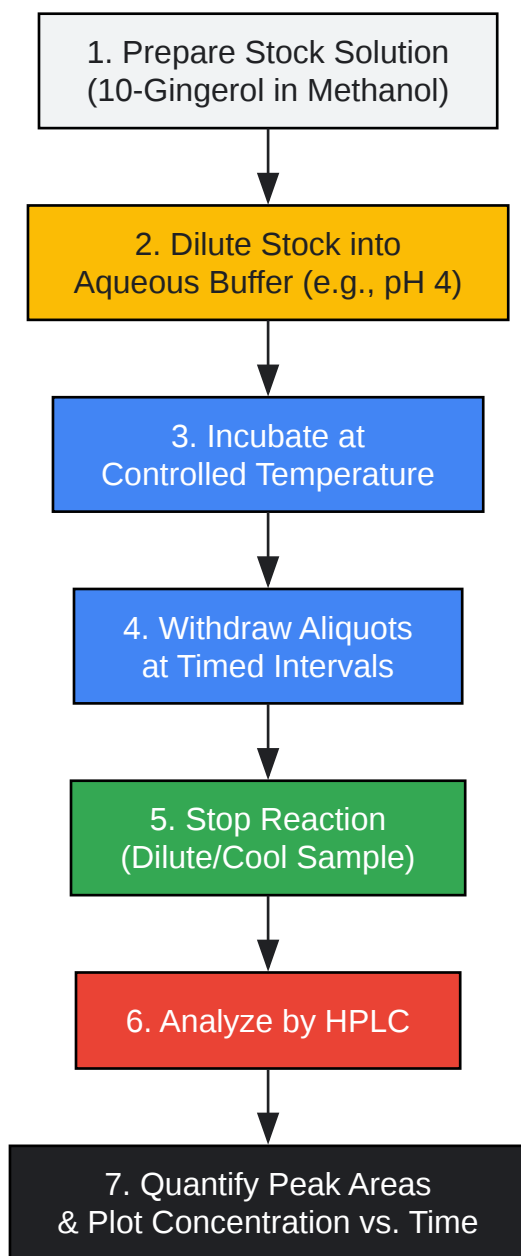 1. Prepare Stock Solution
(10-Gingerol in Methanol)
2. Dilute Stock into
Aqueous Buffer (e.g., pH 4)
3. Incubate at
Controlled Temperature
4. Withdraw Aliquots
at Timed Intervals
5. Stop Reaction
(Dilute/Cool Sample)
6. Analyze by HPLC
7. Quantify Peak Areas
& Plot Concentration vs. Time